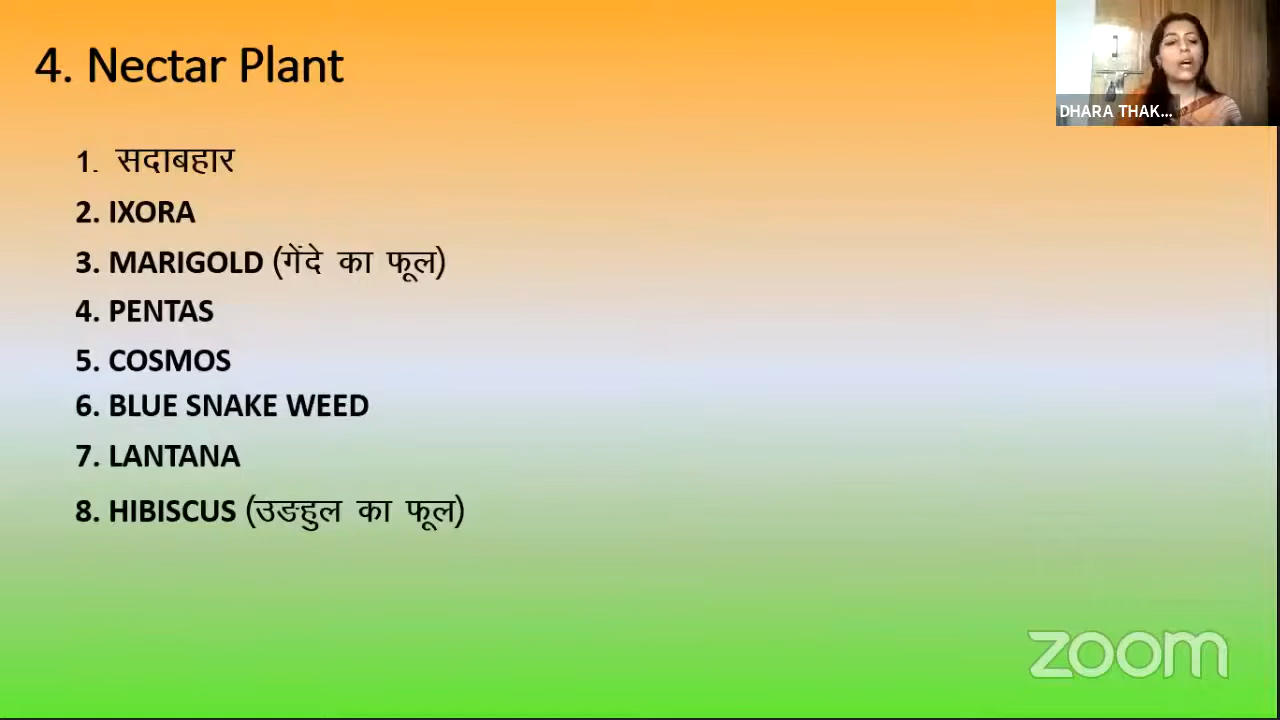 4. Nectar Plant
DHARA THAK...
1. सदाबहार
2. IXORA
3. MARIGOLD (गेंदे का फूल)
4. PENTAS
5. COSMOS
6. BLUE SNAKE WEED
7. LANTANA
8. HIBISCUS (उङहुल का फूल)
zoom